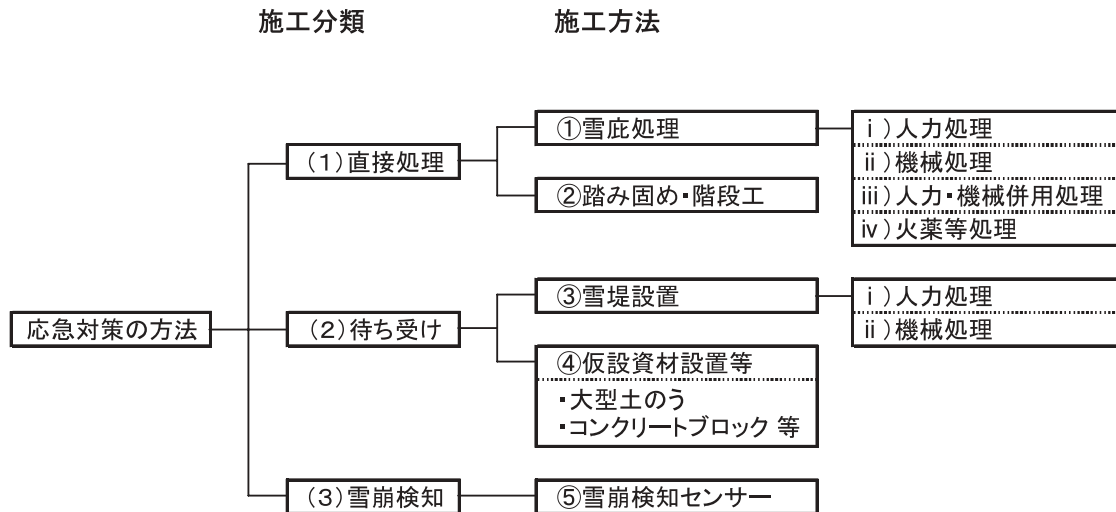 施工分類
施工方法
応急対策の方法
(1)直接処理
①雪庇処理
ⅰ)人力処理
ⅱ)機械処理
ⅲ)人力・機械併用処理
ⅳ)火薬等処理
②踏み固め・階段工
(2)待ち受け
③雪堤設置
ⅰ)人力処理
ⅱ)機械処理
④仮設資材設置等
・大型土のう
・コンクリートブロック 等
(3)雪崩検知
⑤雪崩検知センサー